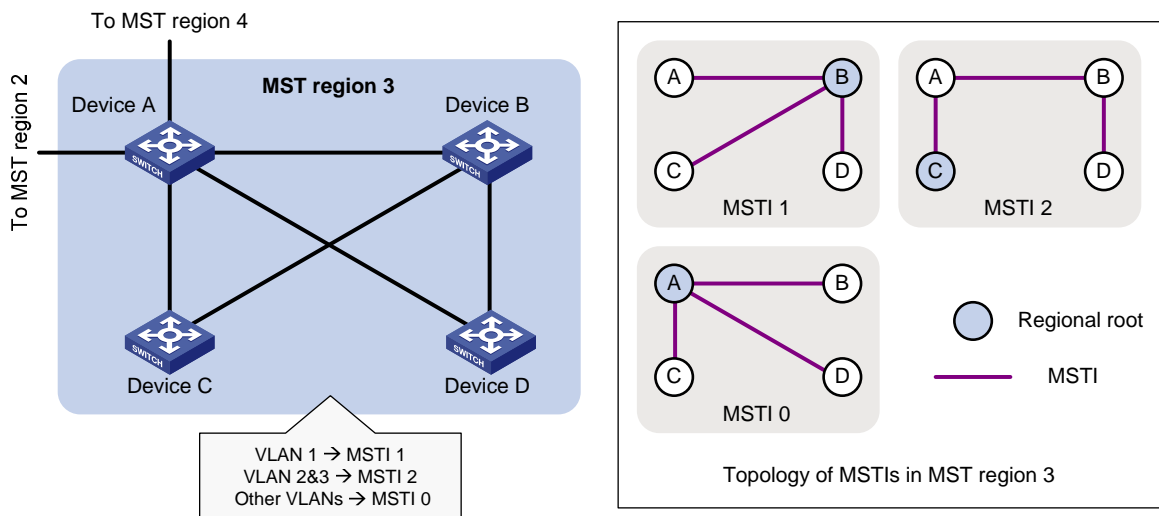 To MST region 4
To MST region 2
MST region 3
Device A
Device B
SWITCH
SWITCH
SWITCH
SWITCH
Device C
Device D
VLAN 1 → MSTI 1
VLAN 2&3 → MSTI 2
Other VLANs → MSTI 0
A
B
C
D
MSTI 1
A
B
C
D
MSTI 2
A
B
C
D
MSTI 0
Regional root
MSTI
Topology of MSTIs in MST region 3